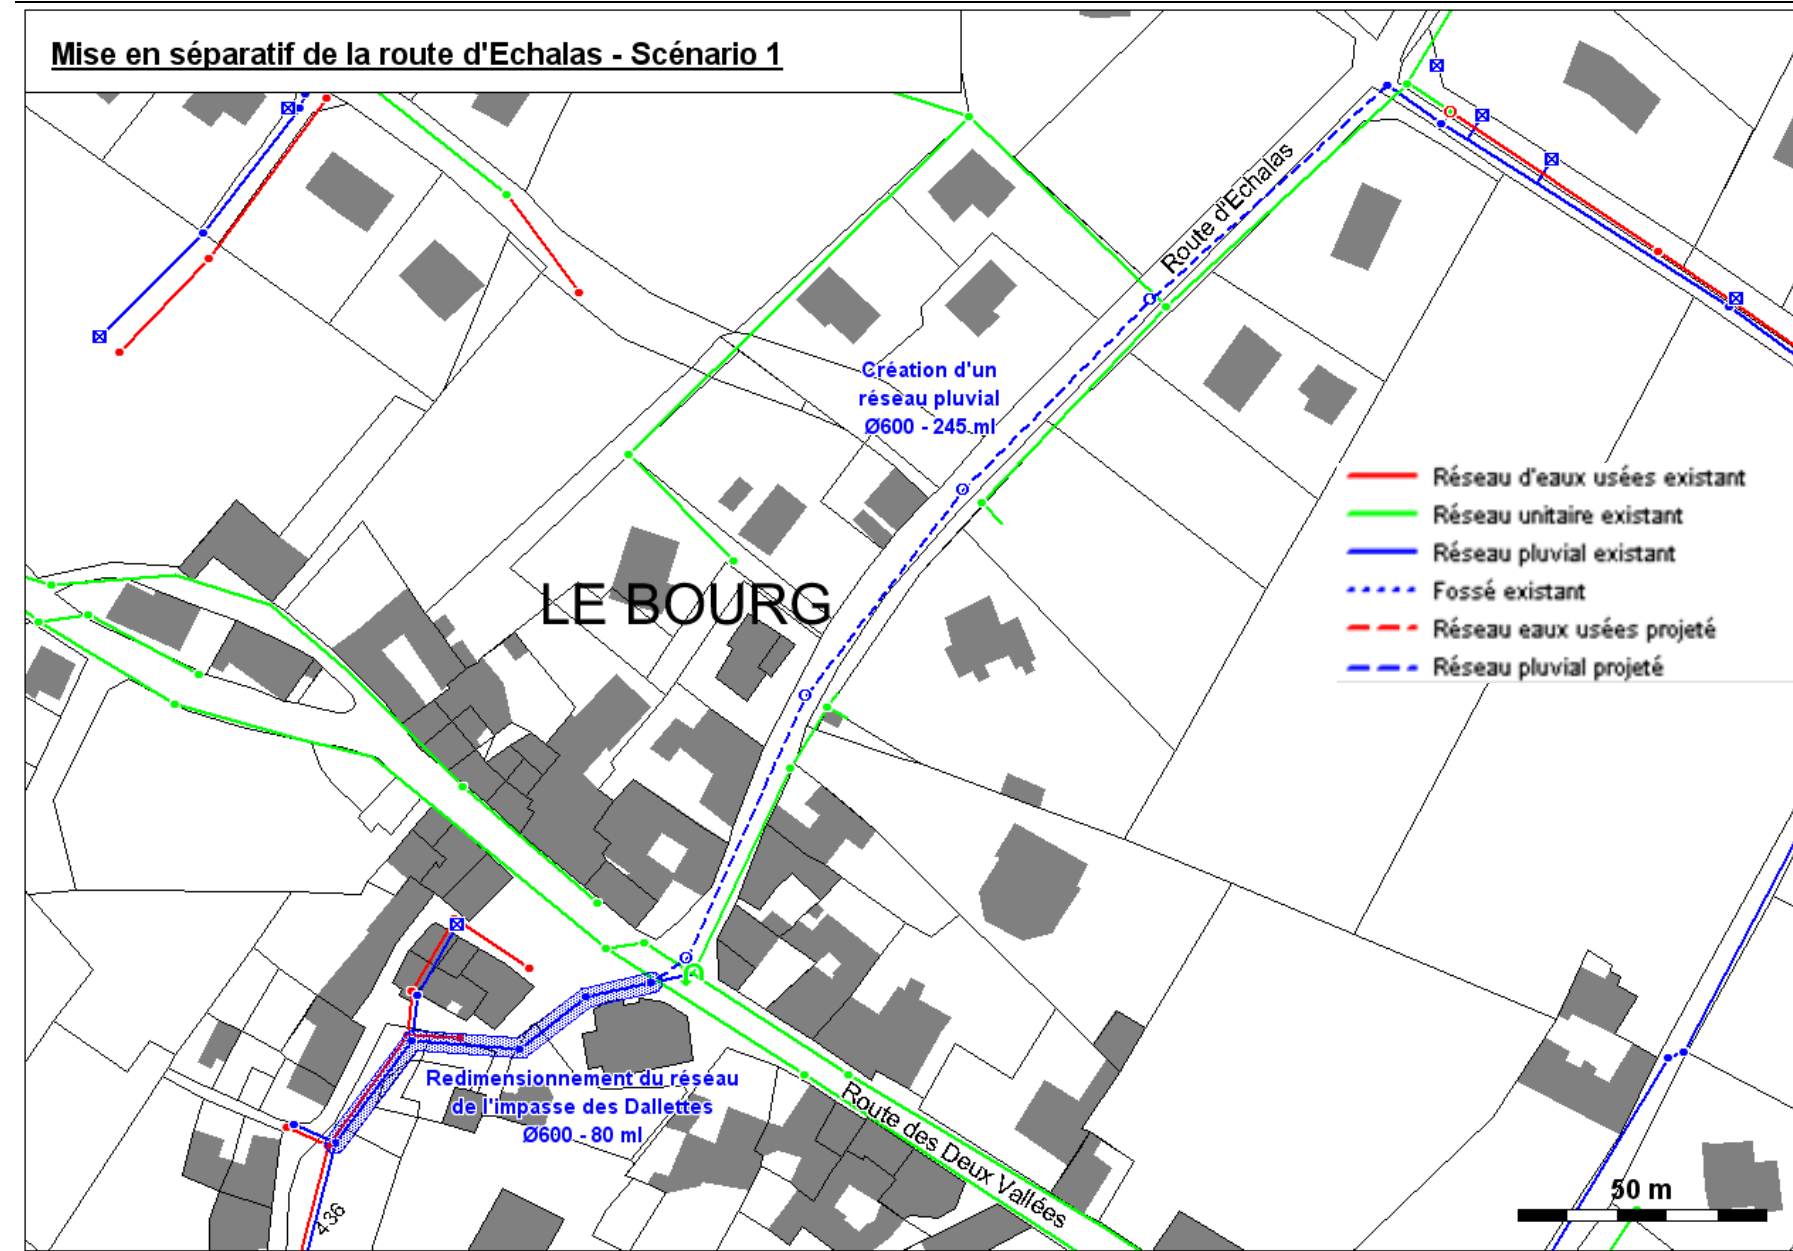 Mise en séparatif de la route d'Echalas - Scénario 1
Route d'Echalas
Création d'un
réseau pluvial
Ø600 - 245 ml
Réseau d'eaux usées existant
Réseau unitaire existant
Réseau pluvial existant
Fossé existant
Réseau eaux usées projeté
Réseau pluvial projeté
LE BOURG
Redimensionnement du réseau
de l'impasse des Dallettes
Ø600 - 80 ml
Route des Deux Vallées
436
50 m